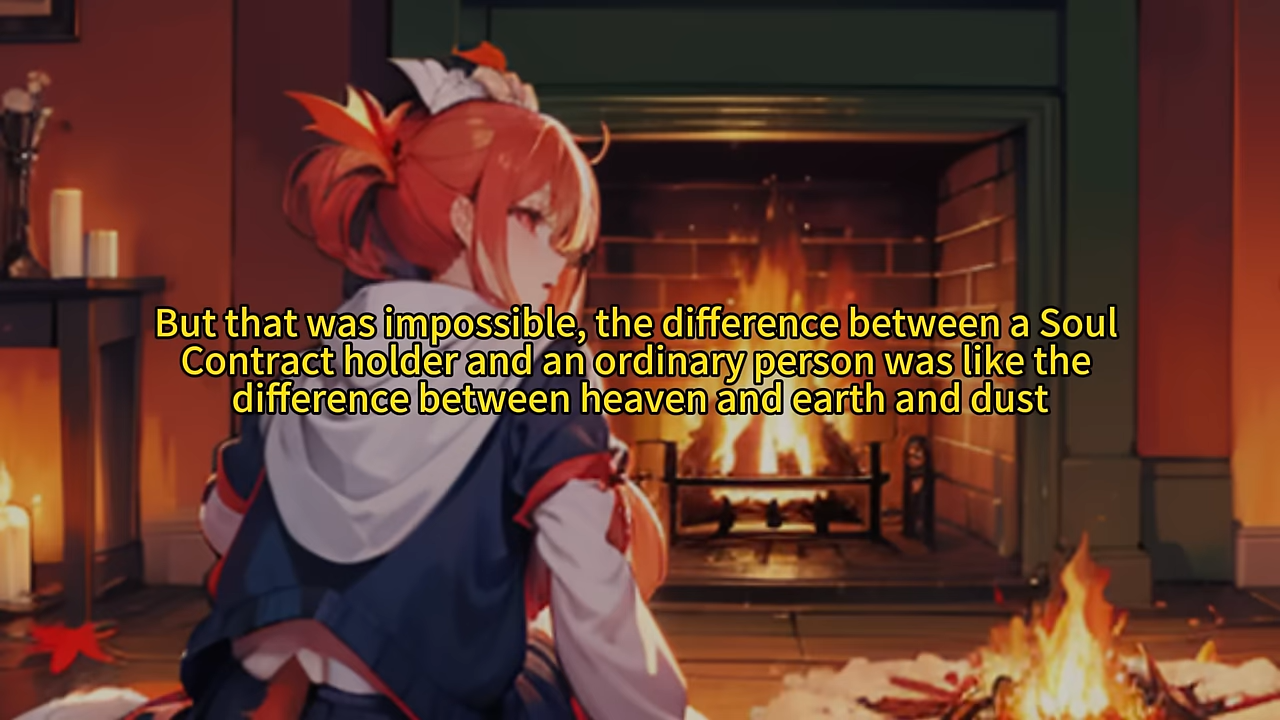 But that was impossible, the difference between a Soul
Contract holder and an ordinary person was like the
difference between heaven and earth and dust